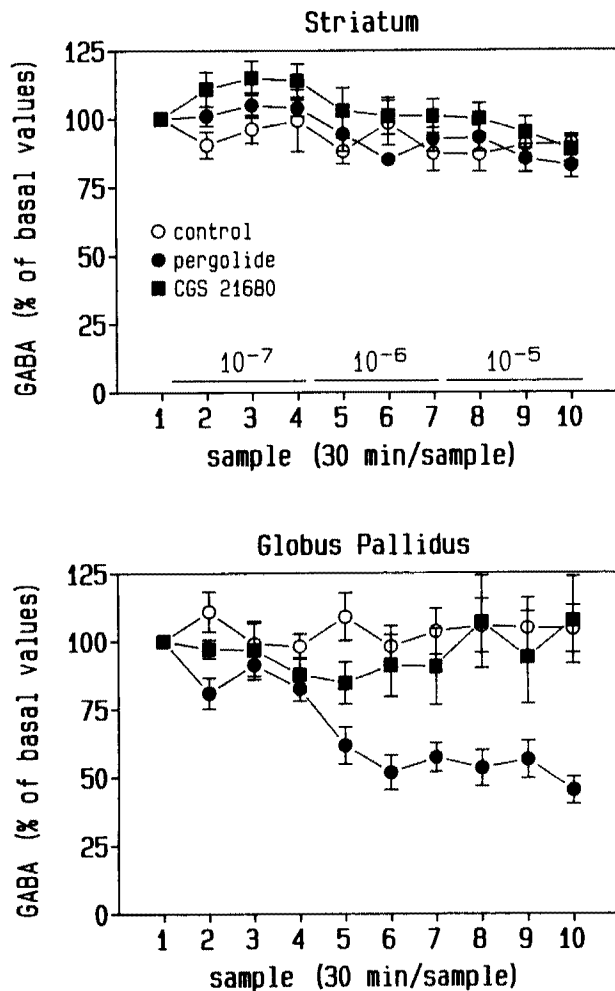 Striatum
GABA (% of basal values)
125
100
75
50
25
0
control
pergolide
CGS 21680
10⁻⁷ 10⁻⁶ 10⁻⁵
1 2 3 4 5 6 7 8 9 10
sample (30 min/sample)
Globus Pallidus
GABA (% of basal values)
125
100
75
50
25
0
1 2 3 4 5 6 7 8 9 10
sample (30 min/sample)